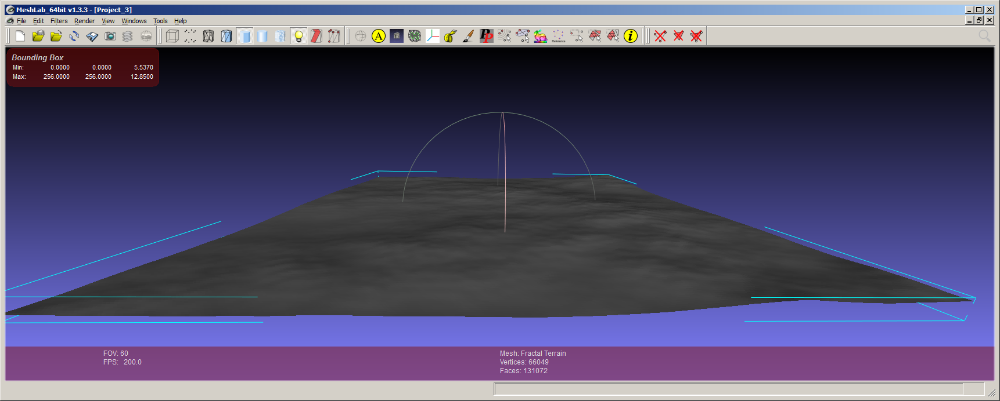 MeshLab_64bit v1.3.3 - [Project_3]
File Edit Filters Render View Windows Tools Help
A PP Reference i
Bounding Box
Min: 0.0000 0.0000 5.5370
Max: 256.0000 256.0000 12.8500
FOV: 60
FPS: 200.0
Mesh: Fractal Terrain
Vertices: 66049
Faces: 131072